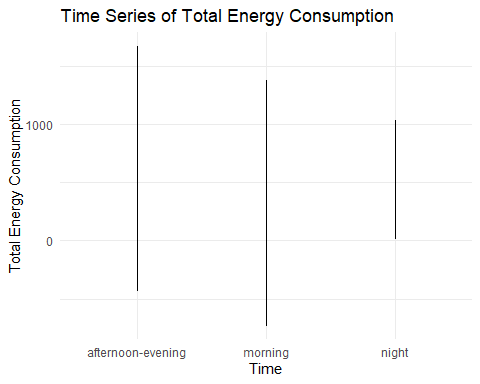 Time Series of Total Energy Consumption
Total Energy Consumption
1000
0
afternoon-evening
morning
night
Time